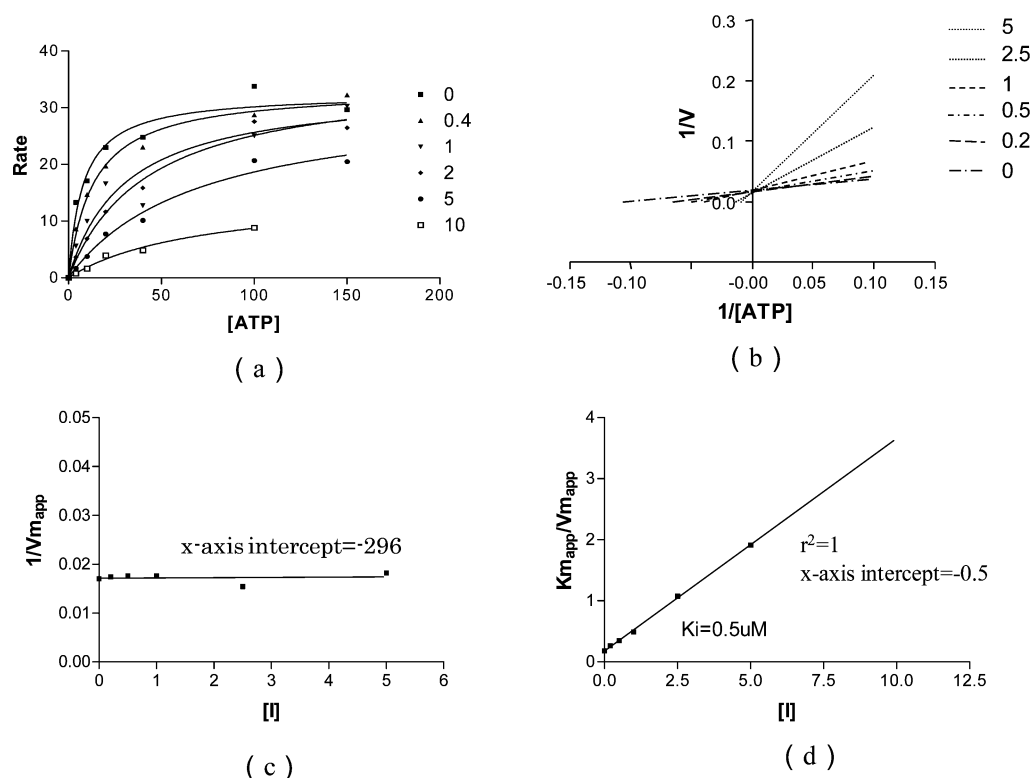 40
30
20
10
0
0 50 100 150 200
Rate
[ATP]
0
0.4
1
2
5
10
( a )
0.3
0.2
0.1
0.0
1/V
-0.15 -0.10 -0.00 0.05 0.10 0.15
1/[ATP]
5
2.5
1
0.5
0.2
0
( b )
0.05
0.04
0.03
0.02
0.01
0.00
1/Vmapp
x-axis intercept=-296
0 1 2 3 4 5 6
[I]
( c )
4
3
2
1
0
Kmapp/Vmapp
r²=1
x-axis intercept=-0.5
Ki=0.5uM
0.0 2.5 5.0 7.5 10.0 12.5
[I]
( d )